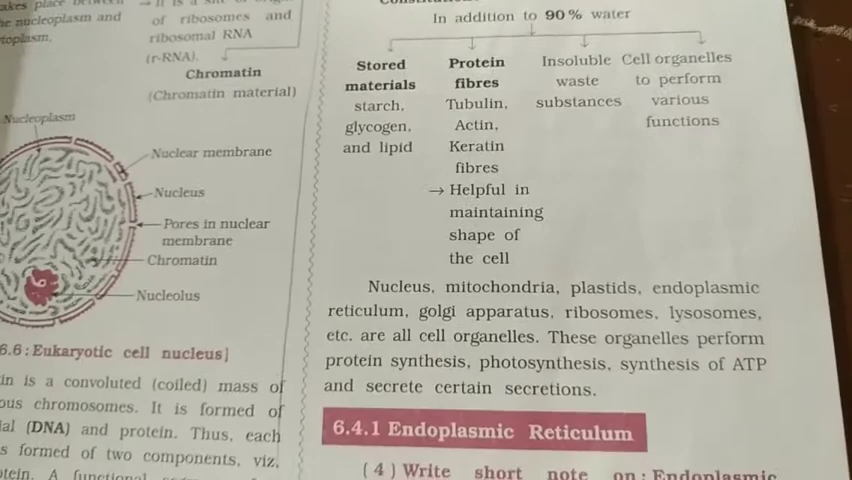 place between
the nucleoplasm and
cytoplasm.
of ribosomes and
ribosomal RNA
(r-RNA).
Chromatin
(Chromatin material)
Nucleoplasm
Nuclear membrane
Nucleus
Pores in nuclear
membrane
Chromatin
Nucleolus
6.6 : Eukaryotic cell nucleus]
in is a convoluted (coiled) mass of
ous chromosomes. It is formed of
ial (DNA) and protein. Thus, each
s formed of two components, viz,
otein. A functional
In addition to 90% water
Stored
materials
starch,
glycogen,
and lipid
Protein
fibres
Tubulin,
Actin,
Keratin
fibres
→ Helpful in
maintaining
shape of
the cell
Insoluble
waste
substances
Cell organelles
to perform
various
functions
Nucleus, mitochondria, plastids, endoplasmic
reticulum, golgi apparatus, ribosomes, lysosomes,
etc. are all cell organelles. These organelles perform
protein synthesis, photosynthesis, synthesis of ATP
and secrete certain secretions.
6.4.1 Endoplasmic Reticulum
(4) Write short note on : Endoplasmic